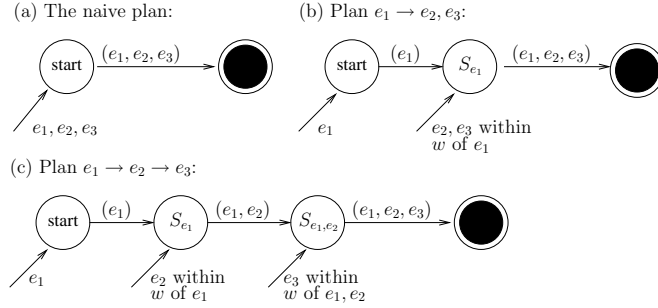 (a) The naive plan:
start
(e₁, e₂, e₃)
e₁, e₂, e₃
(b) Plan e₁ → e₂, e₃:
start
(e₁)
Sₑ₁
(e₁, e₂, e₃)
e₁
e₂, e₃ within
w of e₁
(c) Plan e₁ → e₂ → e₃:
start
(e₁)
Sₑ₁
(e₁, e₂)
Sₑ₁,ₑ₂
(e₁, e₂, e₃)
e₁
e₂ within
w of e₁
e₃ within
w of e₁, e₂